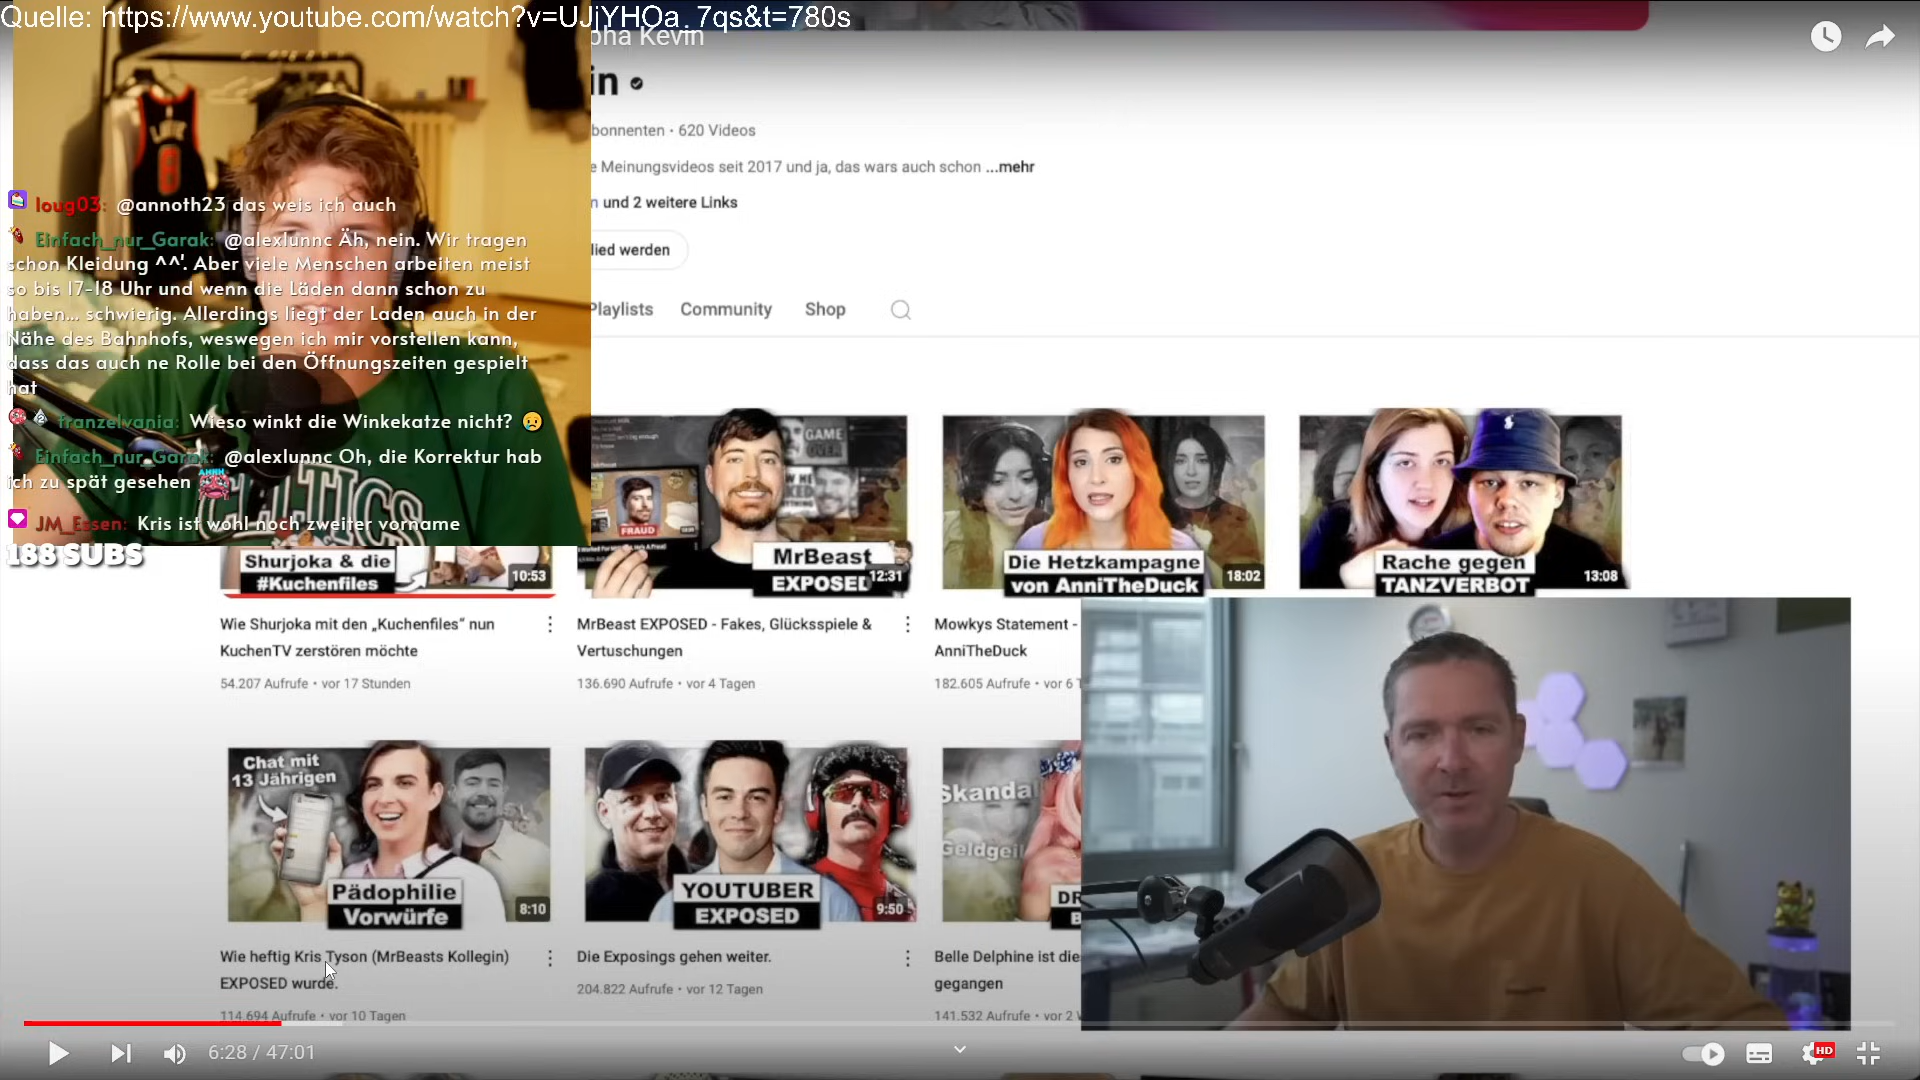 Quelle: https://www.youtube.com/watch?v=UJjYHOa_7qs&t=780s
pha Kevin
in
bonnenten • 620 Videos
e Meinungsvideos seit 2017 und ja, das wars auch schon ...mehr
n und 2 weitere Links
lied werden
Playlists Community Shop
loug03: @annoth23 das weis ich auch
Einfach_nur_Garak: @alexlunnc Äh, nein. Wir tragen
schon Kleidung ^^'. Aber viele Menschen arbeiten meist
so bis 17-18 Uhr und wenn die Läden dann schon zu
haben... schwierig. Allerdings liegt der Laden auch in der
Nähe des Bahnhofs, weswegen ich mir vorstellen kann,
dass das auch ne Rolle bei den Öffnungszeiten gespielt
hat
franzelvania: Wieso winkt die Winkekatze nicht? 😥
Einfach_nur_Garak: @alexlunnc Oh, die Korrektur hab
ich zu spät gesehen
AHHH
JM_Essen: Kris ist wohl noch zweiter vorname
188 SUBS
CELTICS
Shurjoka & die
#Kuchenfiles
10:53
GAME
OVER
FRAUD
MrBeast
EXPOSED
12:31
Die Hetzkampagne
von AnniTheDuck
18:02
Rache gegen
TANZVERBOT
13:08
Wie Shurjoka mit den „Kuchenfiles“ nun
KuchenTV zerstören möchte
54.207 Aufrufe • vor 17 Stunden
MrBeast EXPOSED - Fakes, Glücksspiele &
Vertuschungen
136.690 Aufrufe • vor 4 Tagen
Mowkys Statement -
AnniTheDuck
182.605 Aufrufe • vor 6 T
Chat mit
13 Jährigen
Pädophilie
Vorwürfe
8:10
YOUTUBER
EXPOSED
9:50
Skandal
Geldgeil
DR
B
Wie heftig Kris Tyson (MrBeasts Kollegin)
EXPOSED wurde.
114.694 Aufrufe • vor 10 Tagen
Die Exposings gehen weiter.
204.822 Aufrufe • vor 12 Tagen
Belle Delphine ist die
gegangen
141.532 Aufrufe • vor 2 W
6:28 / 47:01
HD